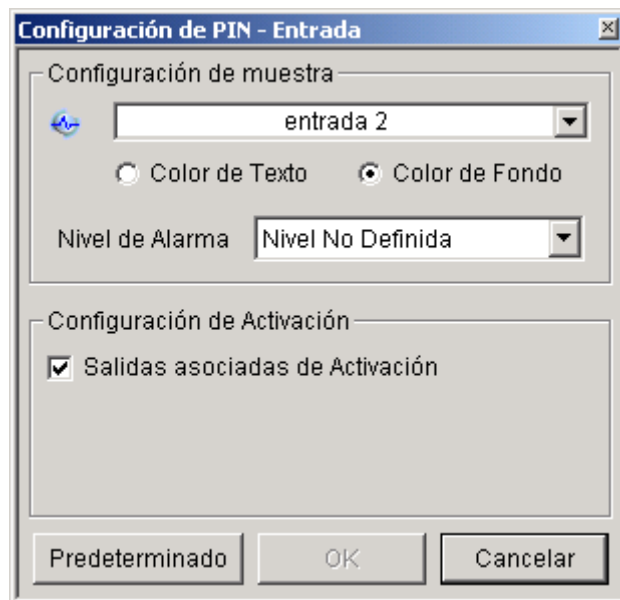 Configuración de PIN - Entrada
Configuración de muestra
entrada 2
Color de Texto Color de Fondo
Nivel de Alarma Nivel No Definida
Configuración de Activación
Salidas asociadas de Activación
Predeterminado OK Cancelar